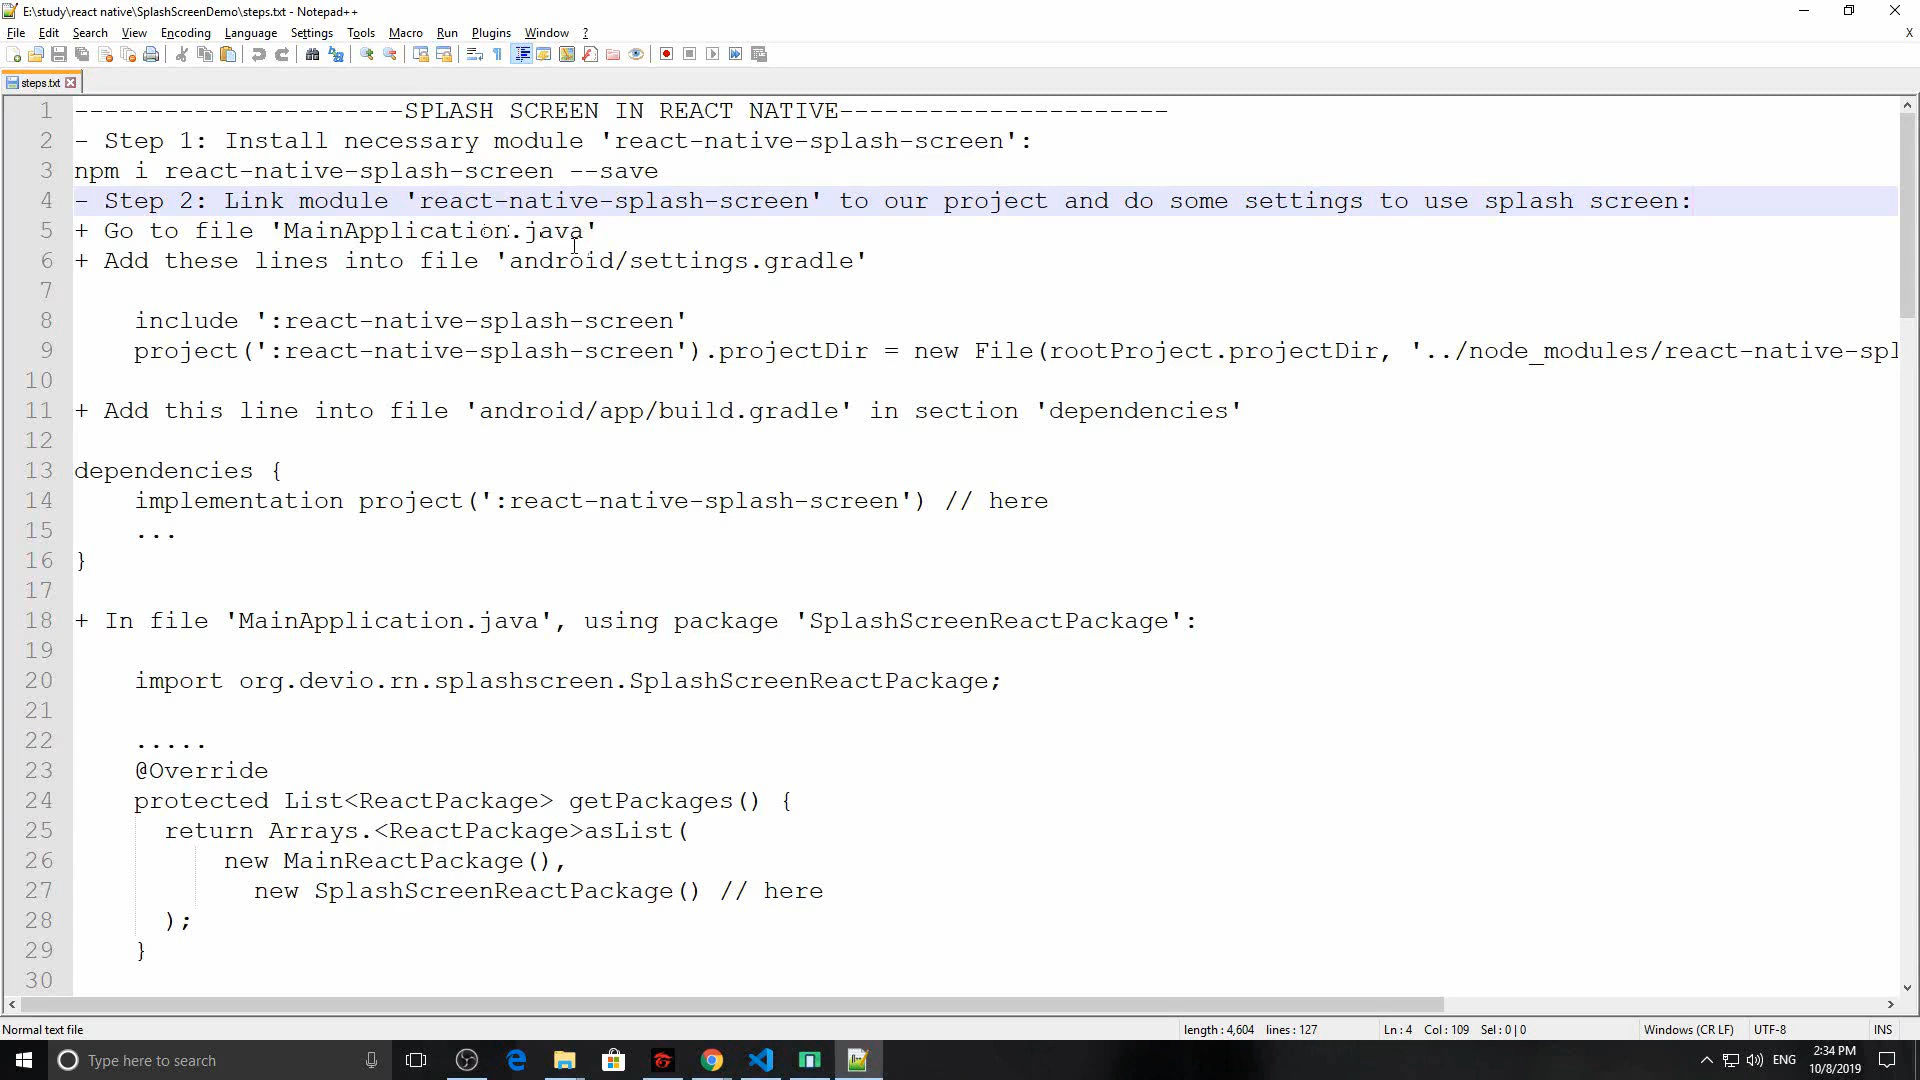 E:\study\react native\SplashScreenDemo\steps.txt - Notepad++
File Edit Search View Encoding Language Settings Tools Macro Run Plugins Window ? X
steps.txt
1 ----------------------SPLASH SCREEN IN REACT NATIVE----------------------
2 - Step 1: Install necessary module 'react-native-splash-screen':
3 npm i react-native-splash-screen --save
4 - Step 2: Link module 'react-native-splash-screen' to our project and do some settings to use splash screen:
5 + Go to file 'MainApplication.java'
6 + Add these lines into file 'android/settings.gradle'
7
8 include ':react-native-splash-screen'
9 project(':react-native-splash-screen').projectDir = new File(rootProject.projectDir, '../node_modules/react-native-spl
10
11 + Add this line into file 'android/app/build.gradle' in section 'dependencies'
12
13 dependencies {
14 implementation project(':react-native-splash-screen') // here
15 ...
16 }
17
18 + In file 'MainApplication.java', using package 'SplashScreenReactPackage':
19
20 import org.devio.rn.splashscreen.SplashScreenReactPackage;
21
22 .....
23 @Override
24 protected List<ReactPackage> getPackages() {
25 return Arrays.<ReactPackage>asList(
26 new MainReactPackage(),
27 new SplashScreenReactPackage() // here
28 );
29 }
30
Normal text file length : 4,604 lines : 127 Ln : 4 Col : 109 Sel : 0 | 0 Windows (CR LF) UTF-8 INS
Type here to search ENG 2:34 PM
10/8/2019